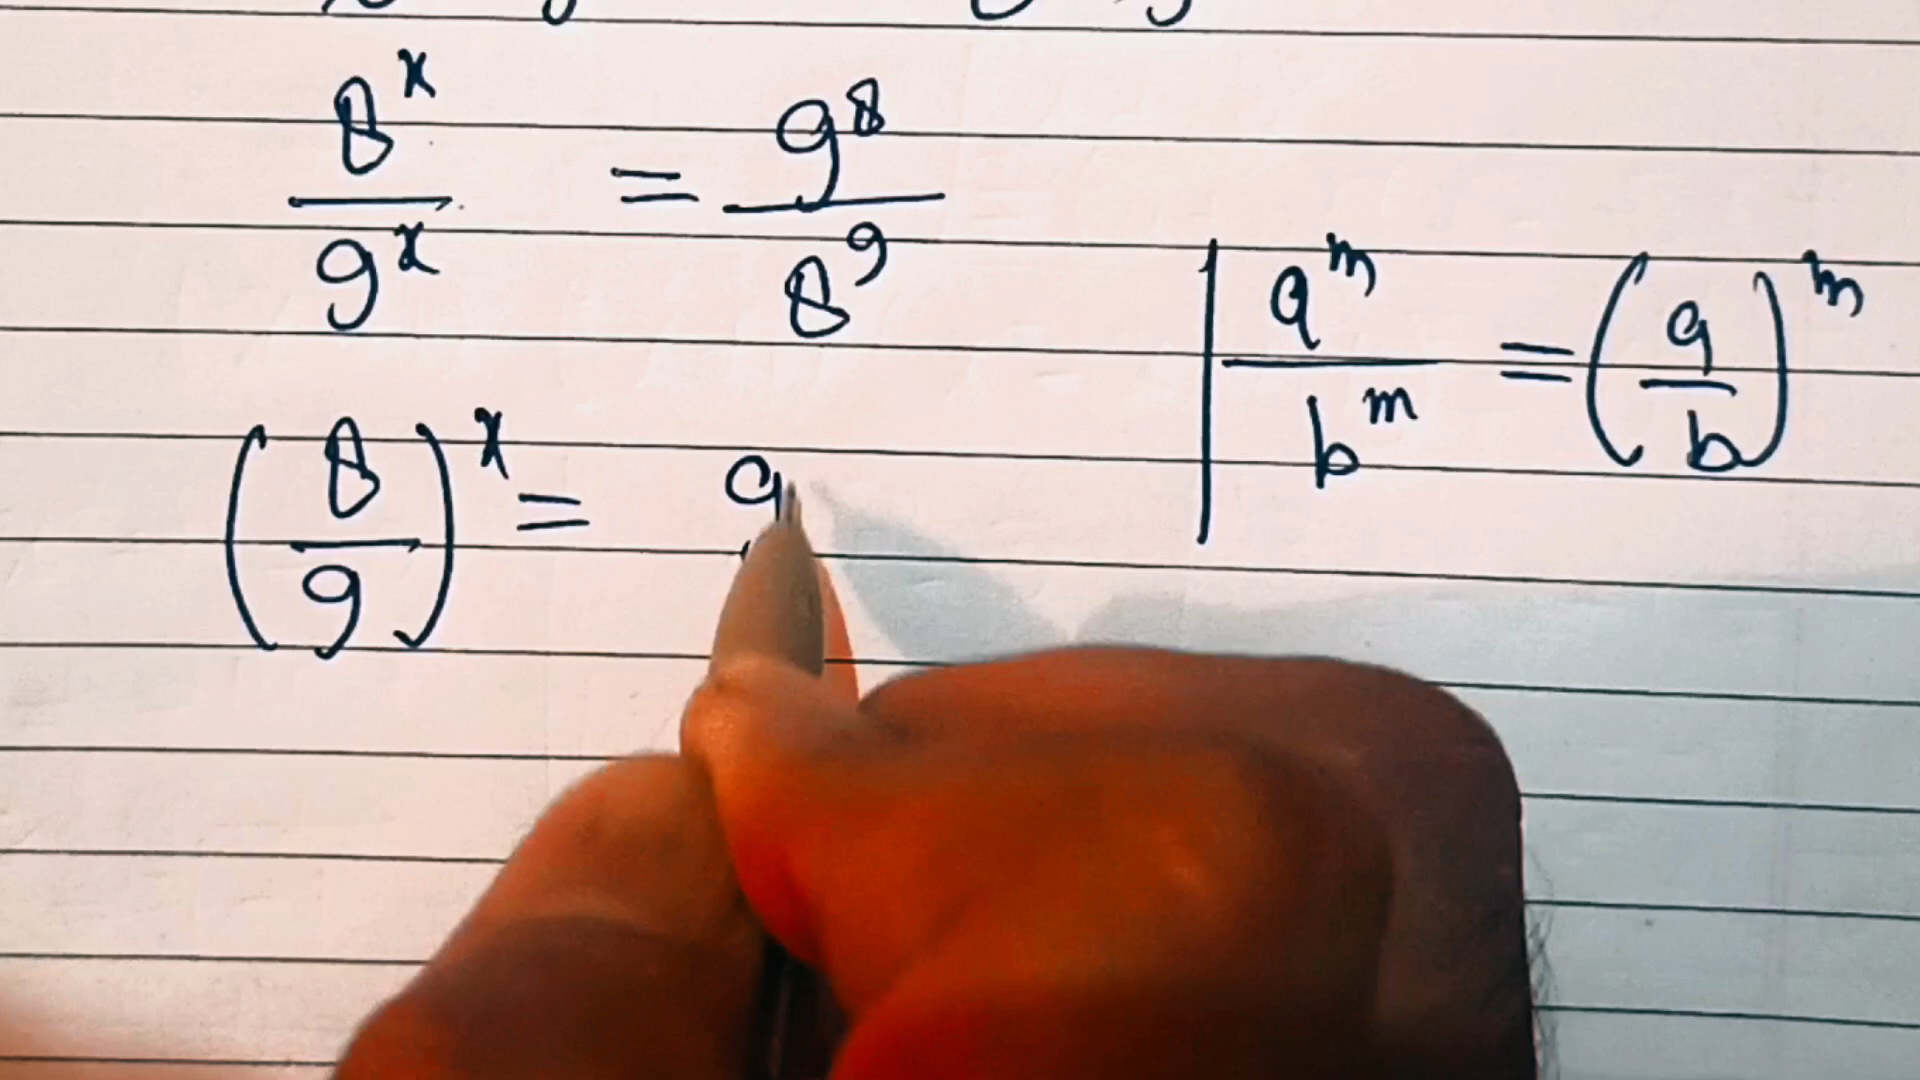 8^x / 9^x = 9^8 / 8^9
a^m / b^m = (a/b)^m
(8/9)^x = 9